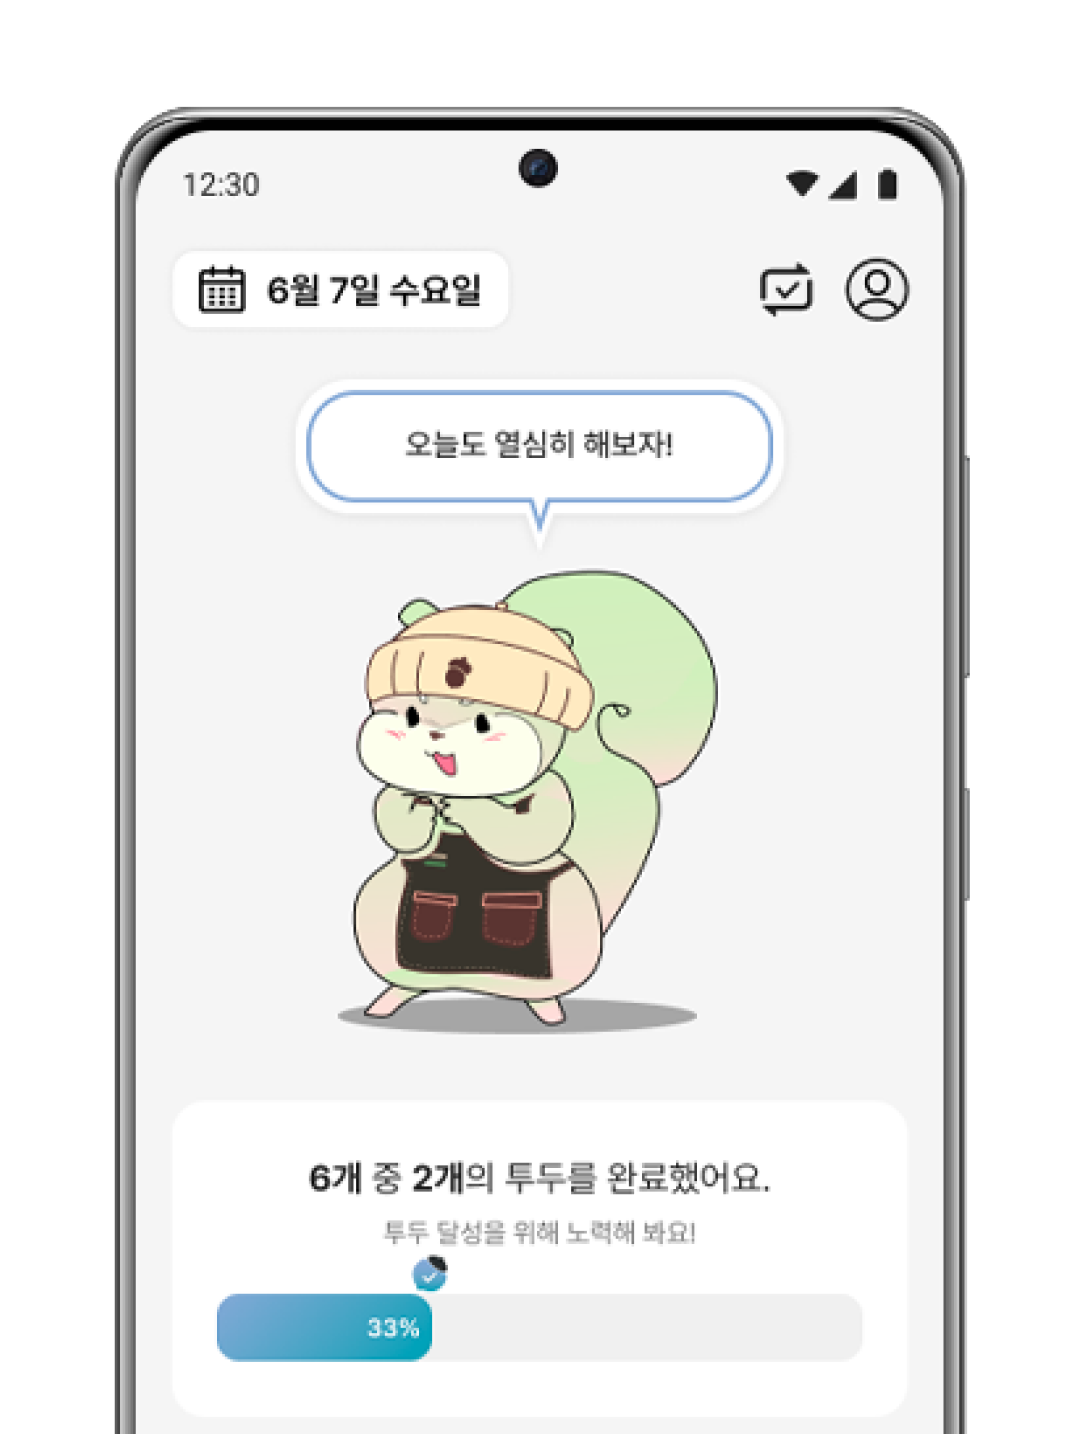 12:30
6월 7일 수요일
오늘도 열심히 해보자!
6개 중 2개의 투두를 완료했어요.
투두 달성을 위해 노력해 봐요!
33%